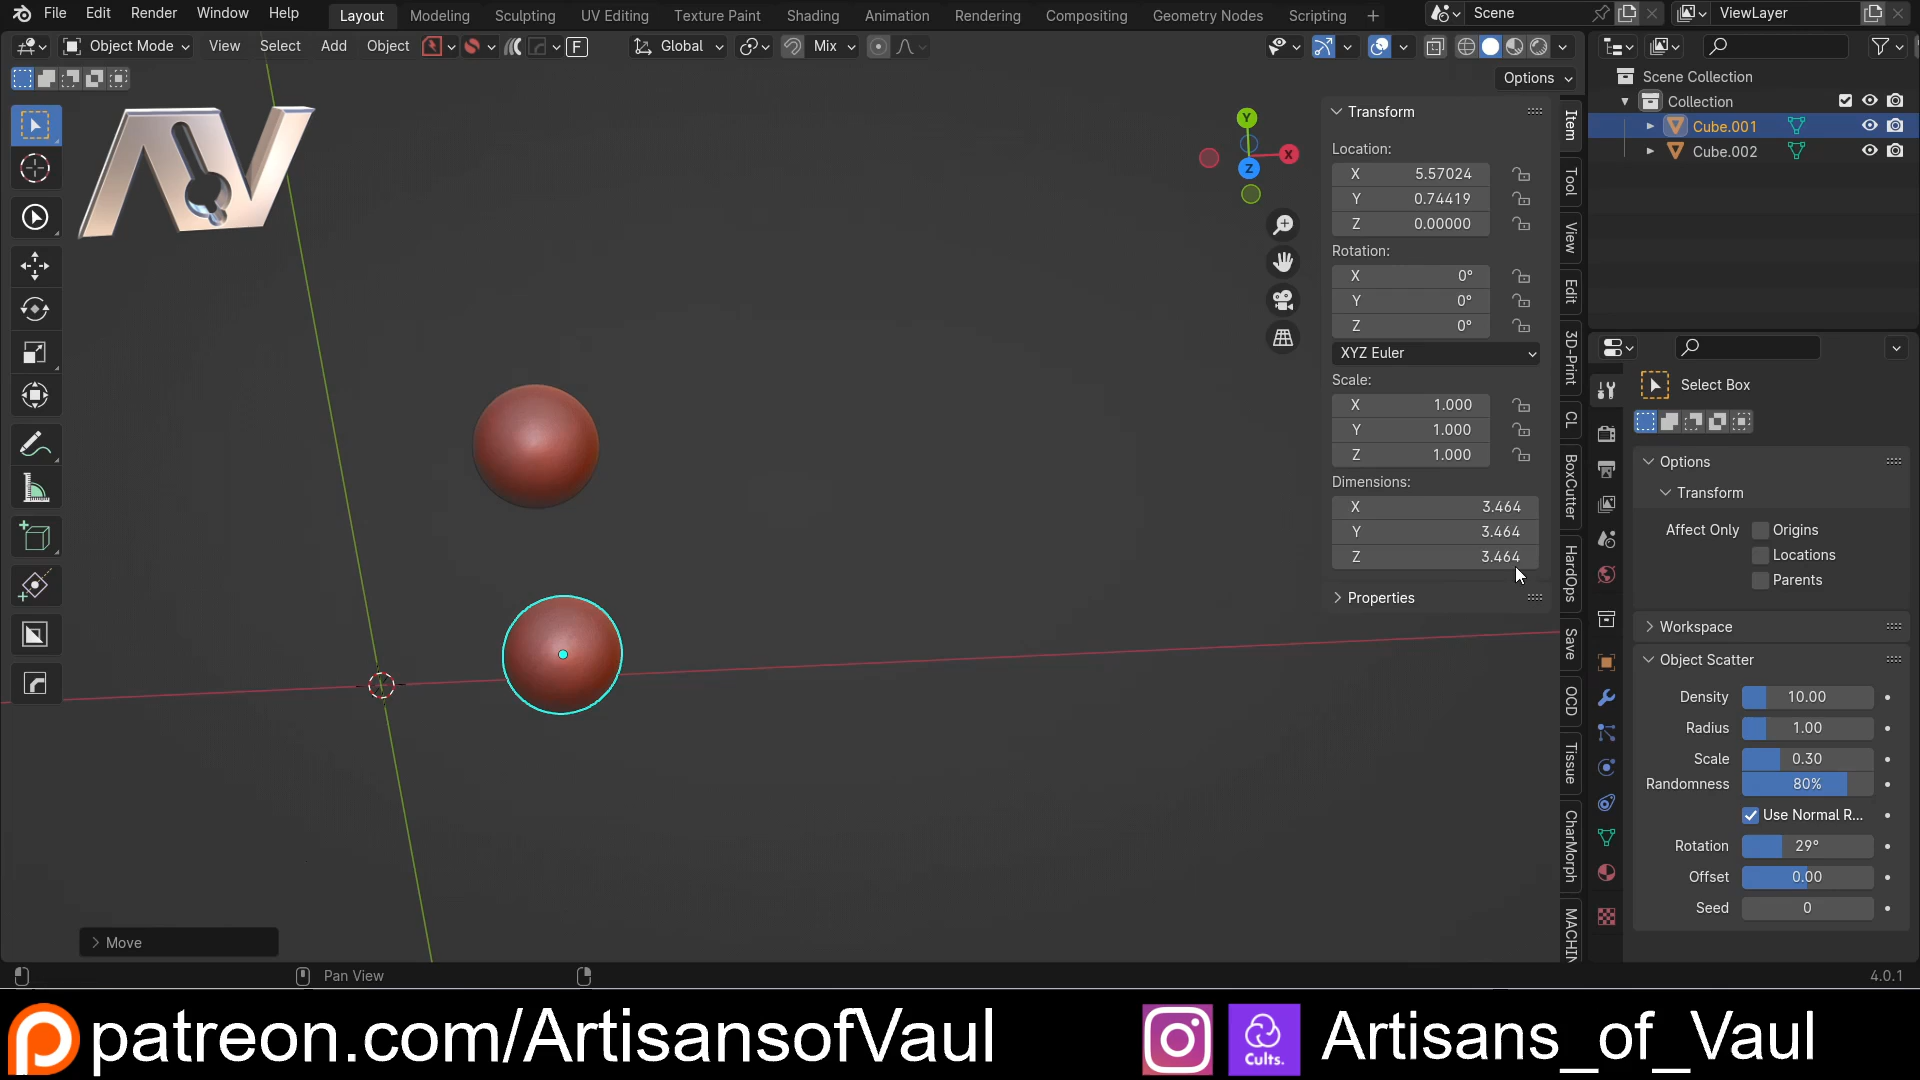 File Edit Render Window Help Layout Modeling Sculpting UV Editing Texture Paint Shading Animation Rendering Compositing Geometry Nodes Scripting + Scene ViewLayer
Object Mode View Select Add Object F Global Mix
Options
Scene Collection
Collection
Cube.001
Cube.002
AV
Y
X
Z
Transform
Location:
X 5.57024
Y 0.74419
Z 0.00000
Rotation:
X 0°
Y 0°
Z 0°
XYZ Euler
Scale:
X 1.000
Y 1.000
Z 1.000
Dimensions:
X 3.464
Y 3.464
Z 3.464
Properties
Item
Tool
View
Edit
3D-Print
CL
BoxCutter
HardOps
Save
OCD
Tissue
CharMorph
MACHIN
Select Box
Options
Transform
Affect Only Origins
Locations
Parents
Workspace
Object Scatter
Density 10.00
Radius 1.00
Scale 0.30
Randomness 80%
Use Normal R...
Rotation 29°
Offset 0.00
Seed 0
Move
Pan View
4.0.1
patreon.com/ArtisansofVaul
Cults.
Artisans_of_Vaul